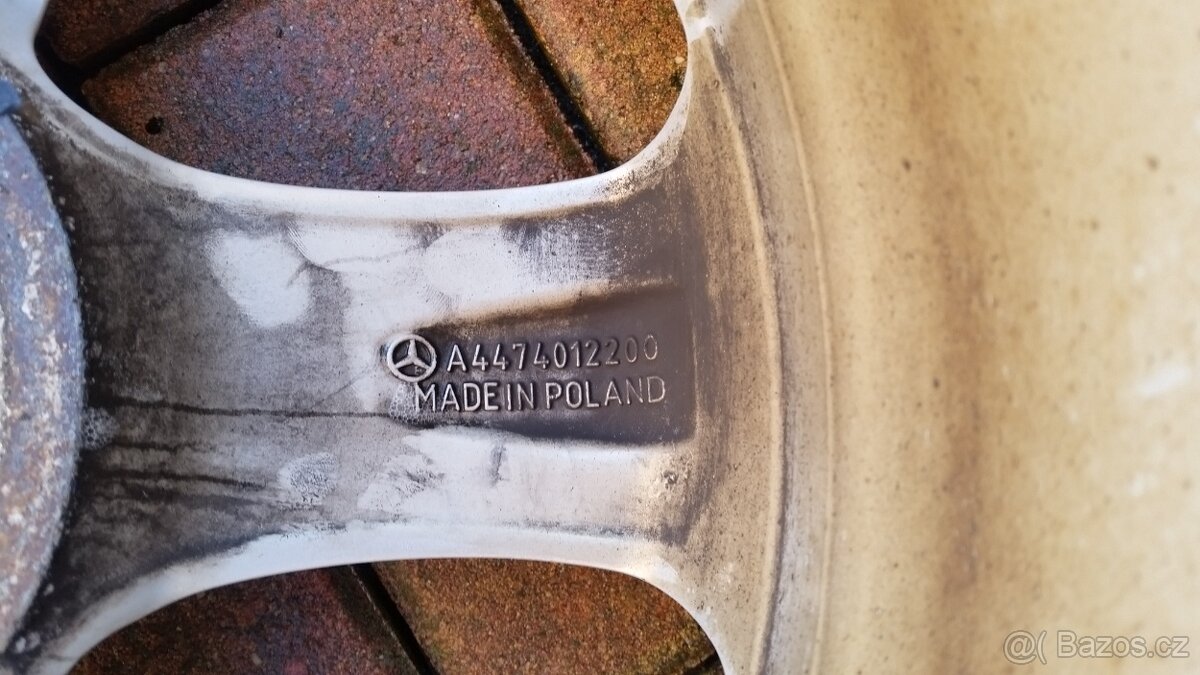 A4474012200
MADE IN POLAND
@( Bazos.cz